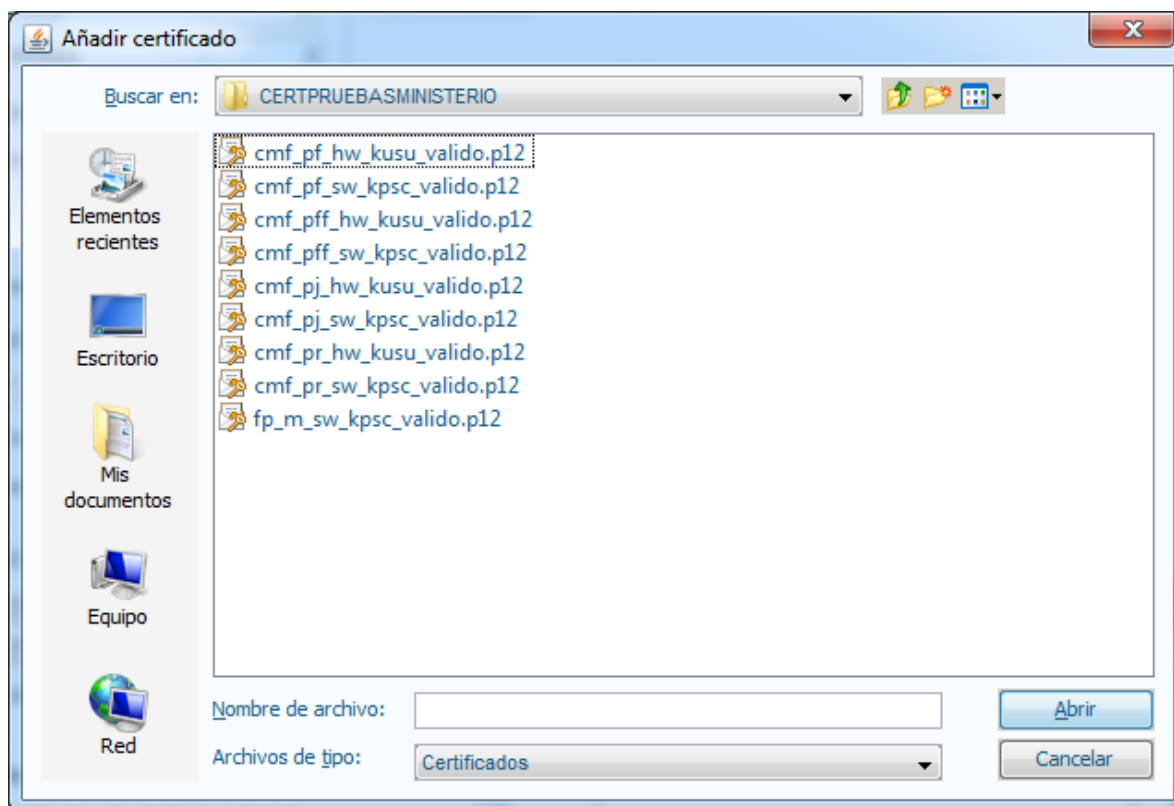 Añadir certificado
Buscar en:
CERTPRUEBASMINISTERIO
Elementos
recientes
Escritorio
Mis
documentos
Equipo
Red
cmf_pf_hw_kusu_valido.p12
cmf_pf_sw_kpsc_valido.p12
cmf_pff_hw_kusu_valido.p12
cmf_pff_sw_kpsc_valido.p12
cmf_pj_hw_kusu_valido.p12
cmf_pj_sw_kpsc_valido.p12
cmf_pr_hw_kusu_valido.p12
cmf_pr_sw_kpsc_valido.p12
fp_m_sw_kpsc_valido.p12
Nombre de archivo:
Abrir
Archivos de tipo:
Certificados
Cancelar